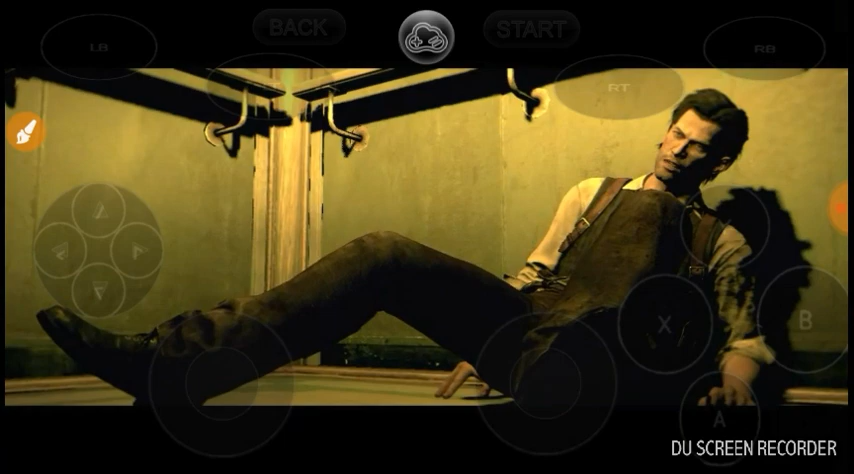 BACK
START
LB
RB
RT
X
B
A
DU SCREEN RECORDER